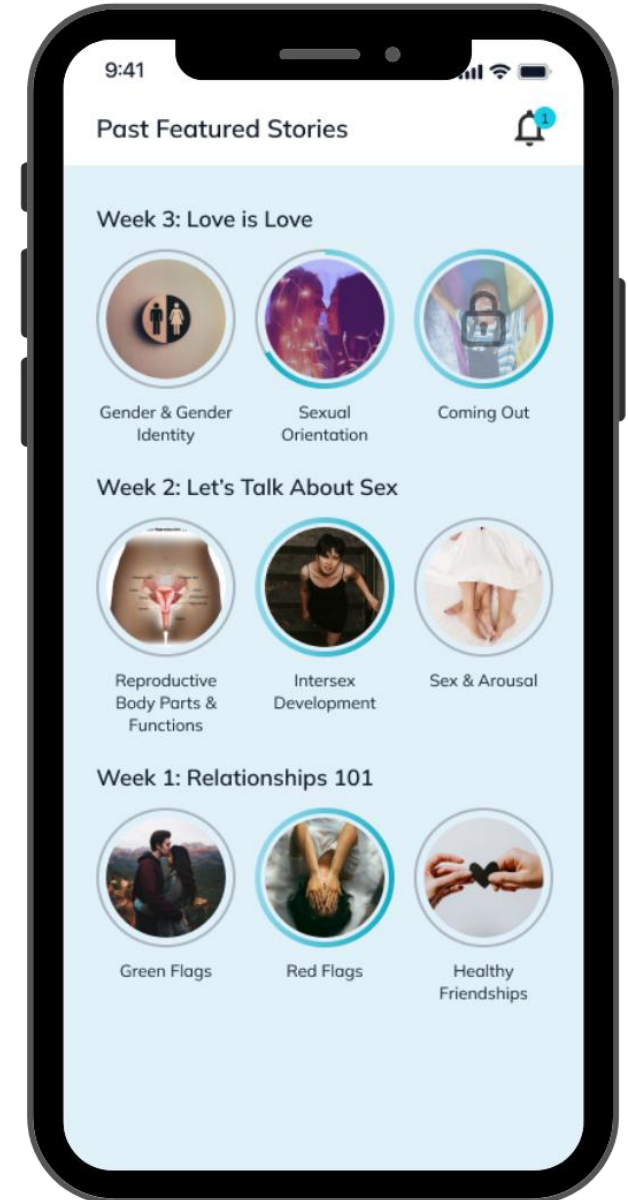 9:41
Past Featured Stories
1
Week 3: Love is Love
Gender & Gender
Identity
Sexual
Orientation
Coming Out
Week 2: Let's Talk About Sex
Reproductive
Body Parts &
Functions
Intersex
Development
Sex & Arousal
Week 1: Relationships 101
Green Flags
Red Flags
Healthy
Friendships